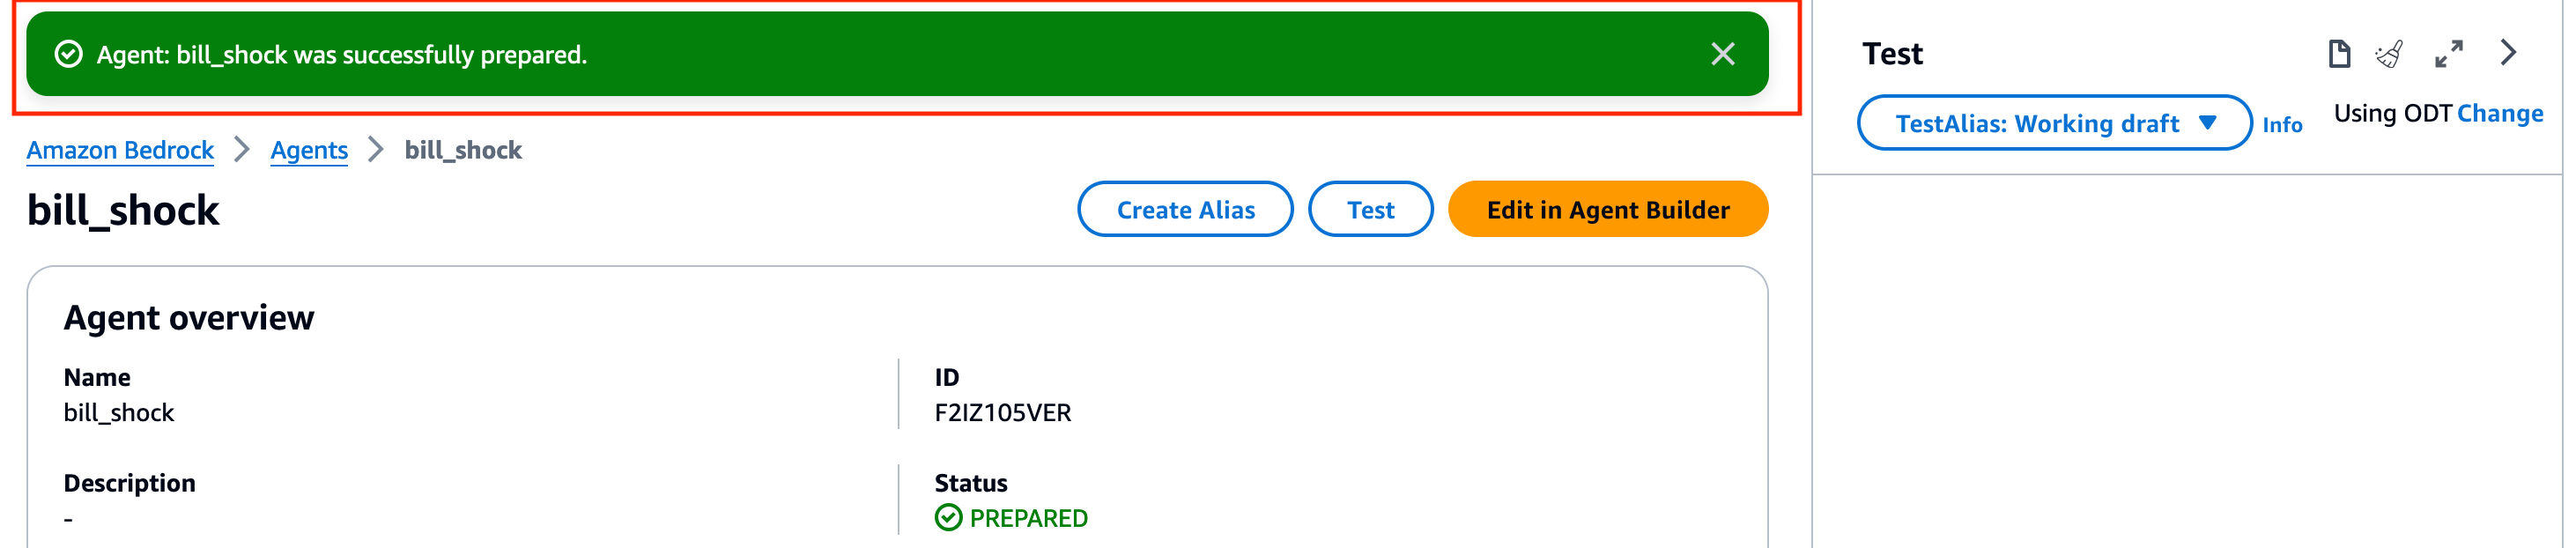 Agent: bill_shock was successfully prepared.
Amazon Bedrock > Agents > bill_shock
bill_shock
Create Alias
Test
Edit in Agent Builder
Agent overview
Name
bill_shock
ID
F2IZ105VER
Description
-
Status
PREPARED
Test
TestAlias: Working draft
Info
Using ODT Change